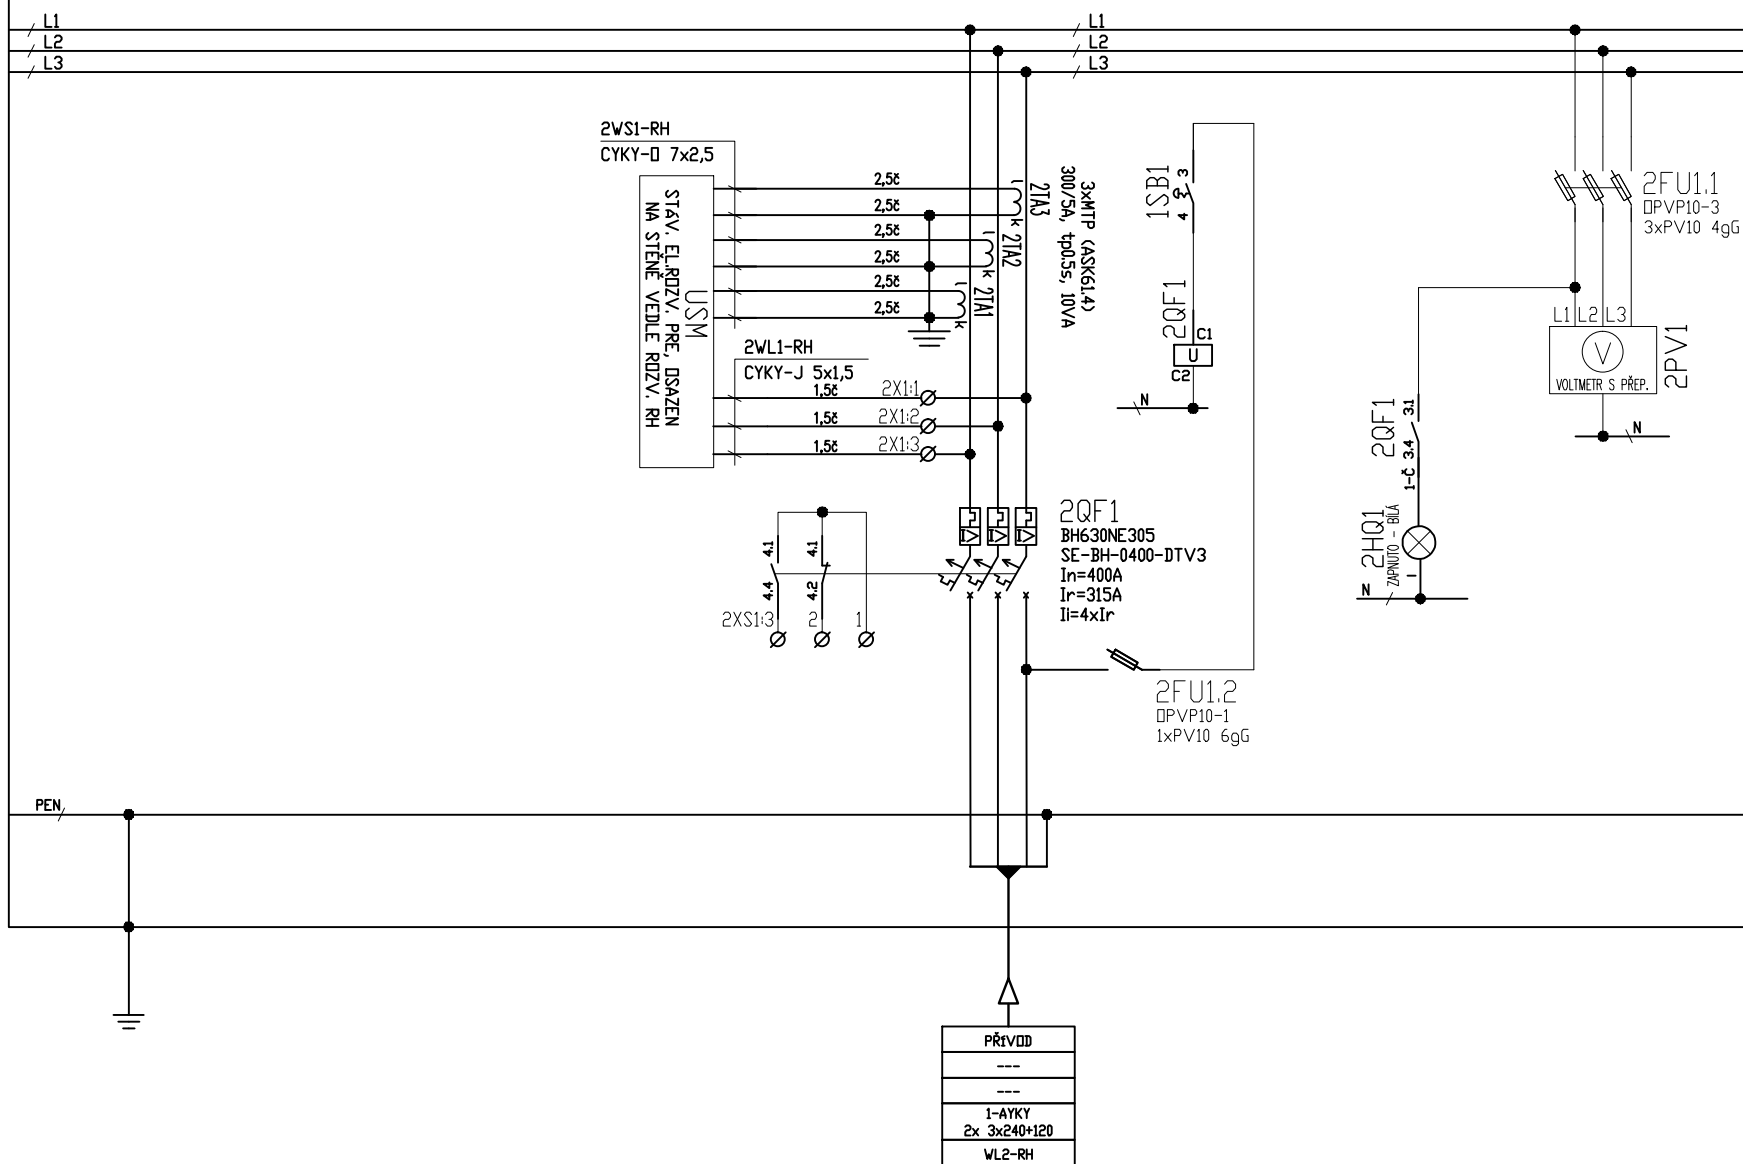 L1
L2
L3
L1
L2
L3
2WS1-RH
CYKY-O 7x2,5
STÁV. EL.ROZV. PRE, OSAZEN
NA STĚNĚ VEDLE ROZV. RH
USM
2,5č
2,5č
2,5č
2,5č
2,5č
2,5č
l
k
2TA3
l
k
2TA2
l
k
2TA1
3xMTP (ASK61.4)
300/5A, tp0.5s, 10VA
2WL1-RH
CYKY-J 5x1,5
1,5č
2X1:1
1,5č
2X1:2
1,5č
2X1:3
1SB1
3
4
2QF1
C1
U
C2
N
2FU1.1
OPVP10-3
3xPV10 4gG
L1
L2
L3
V
VOLTMETR S PŘEP.
2PV1
N
2QF1
3.1
3.4
1-Č
2HQ1
ZAPNUTO - BÍLÁ
1
N
I>
I>
I>
2QF1
BH630NE305
SE-BH-0400-DTV3
In=400A
Ir=315A
Ii=4xIr
4.1
4.4
4.1
4.2
2XS1:3
2
1
2FU1.2
OPVP10-1
1xPV10 6gG
PEN
PŘÍVOD
---
---
1-AYKY
2x 3x240+120
WL2-RH